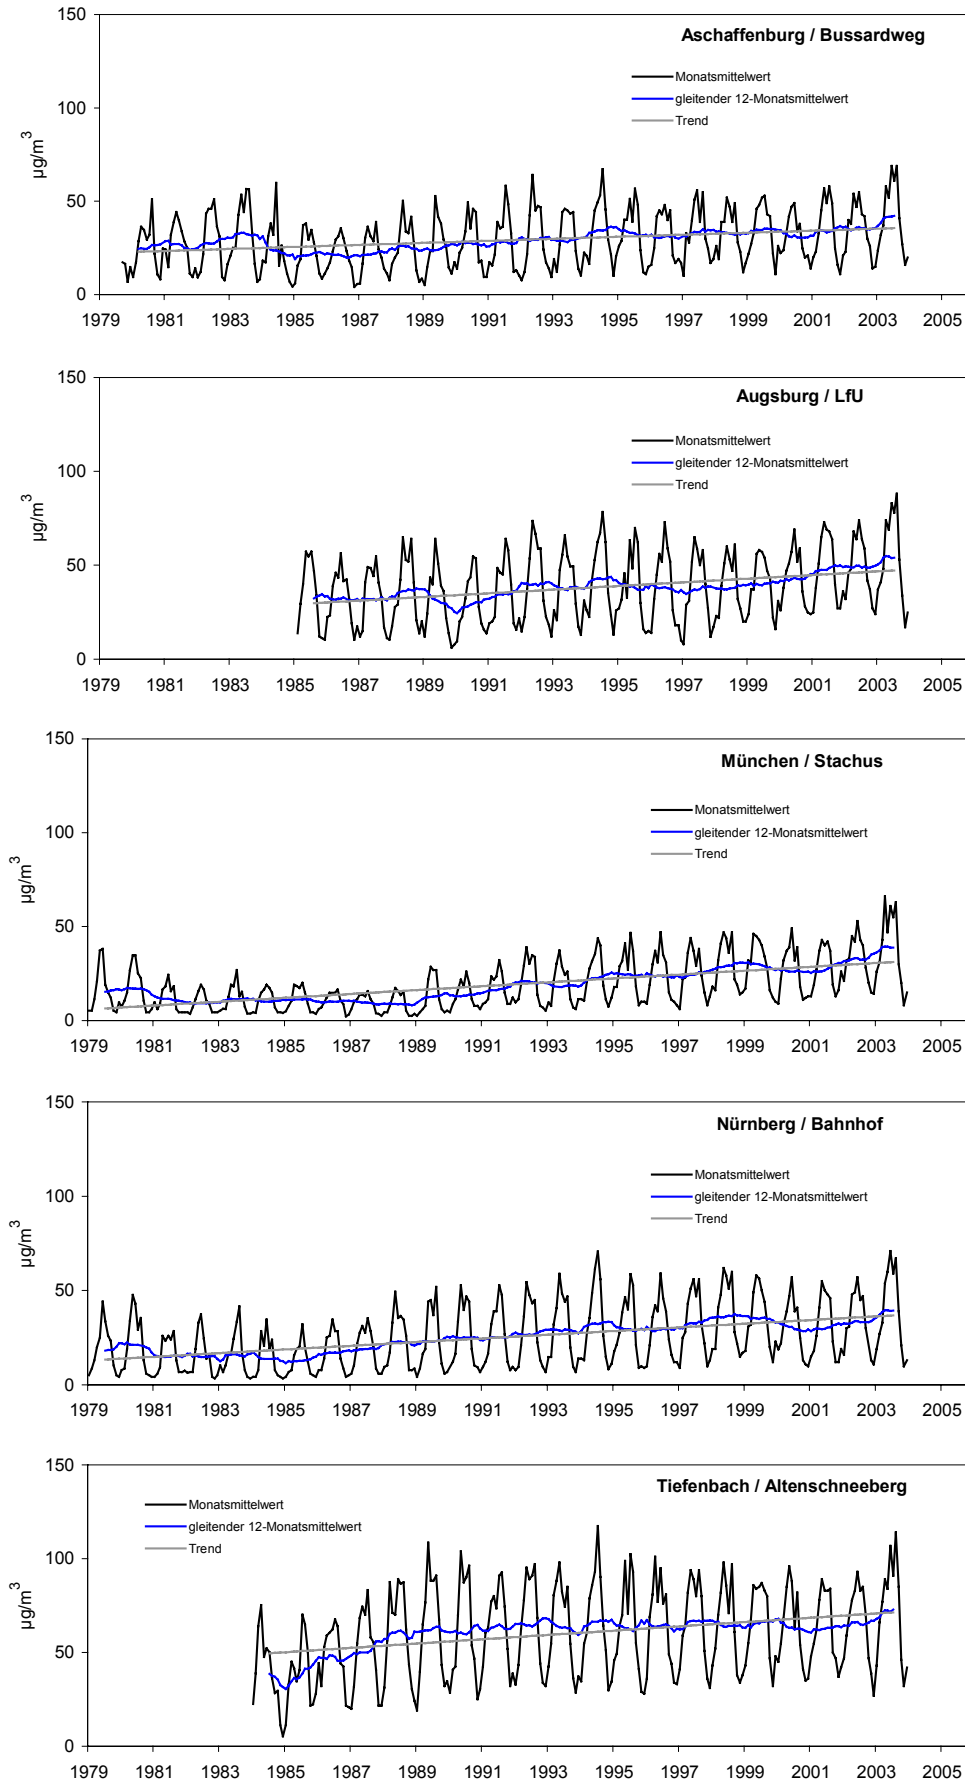 Aschaffenburg / Bussardweg
150
100
50
0
µg/m³
Monatsmittelwert
gleitender 12-Monatsmittelwert
Trend
1979 1981 1983 1985 1987 1989 1991 1993 1995 1997 1999 2001 2003 2005
Augsburg / LfU
150
100
50
0
µg/m³
Monatsmittelwert
gleitender 12-Monatsmittelwert
Trend
1979 1981 1983 1985 1987 1989 1991 1993 1995 1997 1999 2001 2003 2005
München / Stachus
150
100
50
0
µg/m³
Monatsmittelwert
gleitender 12-Monatsmittelwert
Trend
1979 1981 1983 1985 1987 1989 1991 1993 1995 1997 1999 2001 2003 2005
Nürnberg / Bahnhof
150
100
50
0
µg/m³
Monatsmittelwert
gleitender 12-Monatsmittelwert
Trend
1979 1981 1983 1985 1987 1989 1991 1993 1995 1997 1999 2001 2003 2005
Tiefenbach / Altenschneeberg
150
100
50
0
µg/m³
Monatsmittelwert
gleitender 12-Monatsmittelwert
Trend
1979 1981 1983 1985 1987 1989 1991 1993 1995 1997 1999 2001 2003 2005